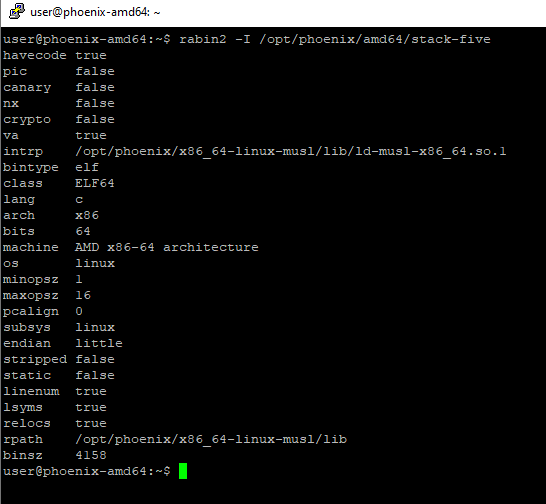 user@phoenix-amd64: ~
user@phoenix-amd64:~$ rabin2 -I /opt/phoenix/amd64/stack-five
havecode true
pic      false
canary   false
nx       false
crypto   false
va       true
intrp    /opt/phoenix/x86_64-linux-musl/lib/ld-musl-x86_64.so.1
bintype  elf
class    ELF64
lang     c
arch     x86
bits     64
machine  AMD x86-64 architecture
os       linux
minopsz  1
maxopsz  16
pcalign  0
subsys   linux
endian   little
stripped false
static   false
linenum  true
lsyms    true
relocs   true
rpath    /opt/phoenix/x86_64-linux-musl/lib
binsz    4158
user@phoenix-amd64:~$